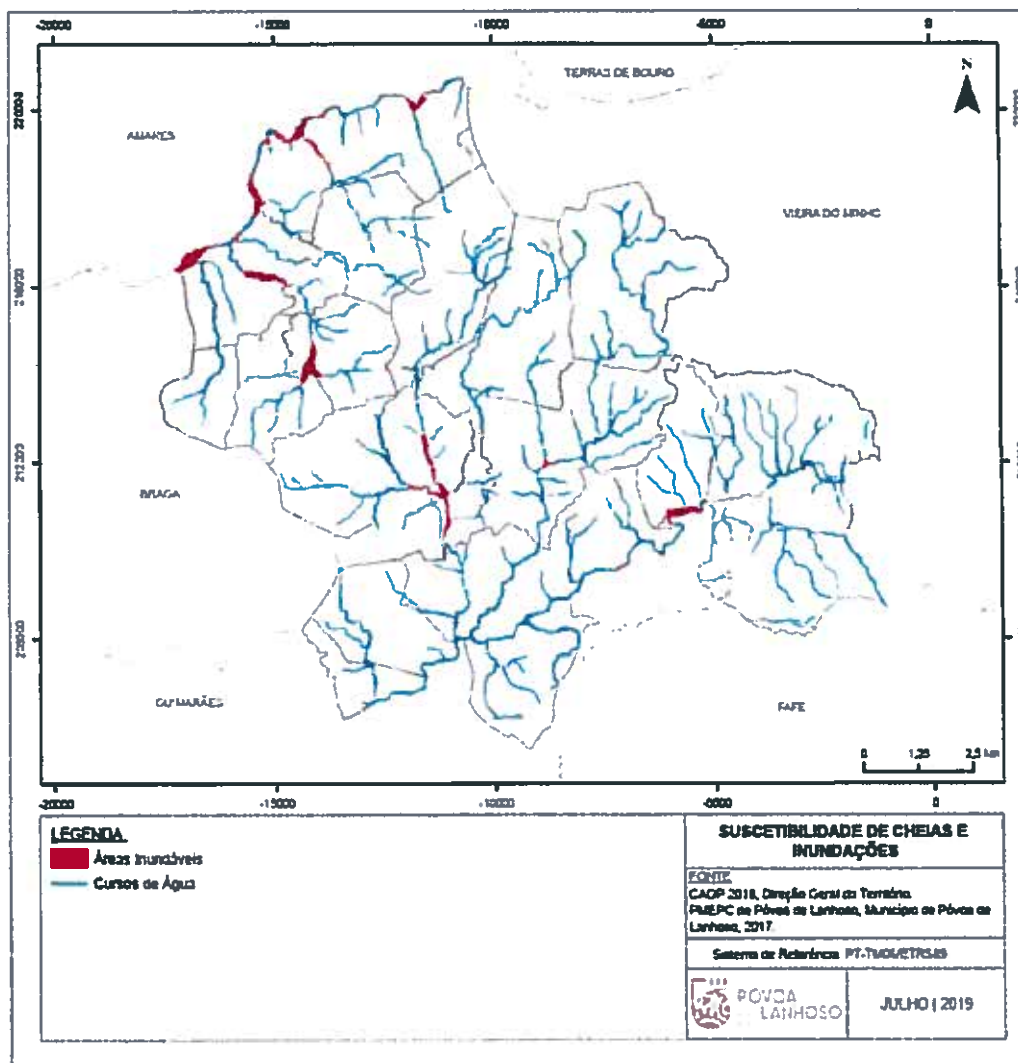 -20000 -15000 -10000 -5000 0
TERRAS DE BOURO
N
AMARES
VIEIRA DO MINHO
BRAGA
GUIMARÃES
FAFE
0 1,25 2,5 km
-20000 -15000 -10000 -5000 0
LEGENDA
Áreas Inundáveis
Cursos de Água
SUSCETIBILIDADE DE CHEIAS E
INUNDAÇÕES
FONTE
CAOP 2018, Direção Geral do Território.
PMEPC de Póvoa de Lanhoso, Município de Póvoa de
Lanhoso, 2017.
Sistema de Referência PT-TM06/ETRS89
PÓVOA
LANHOSO
JULHO | 2019